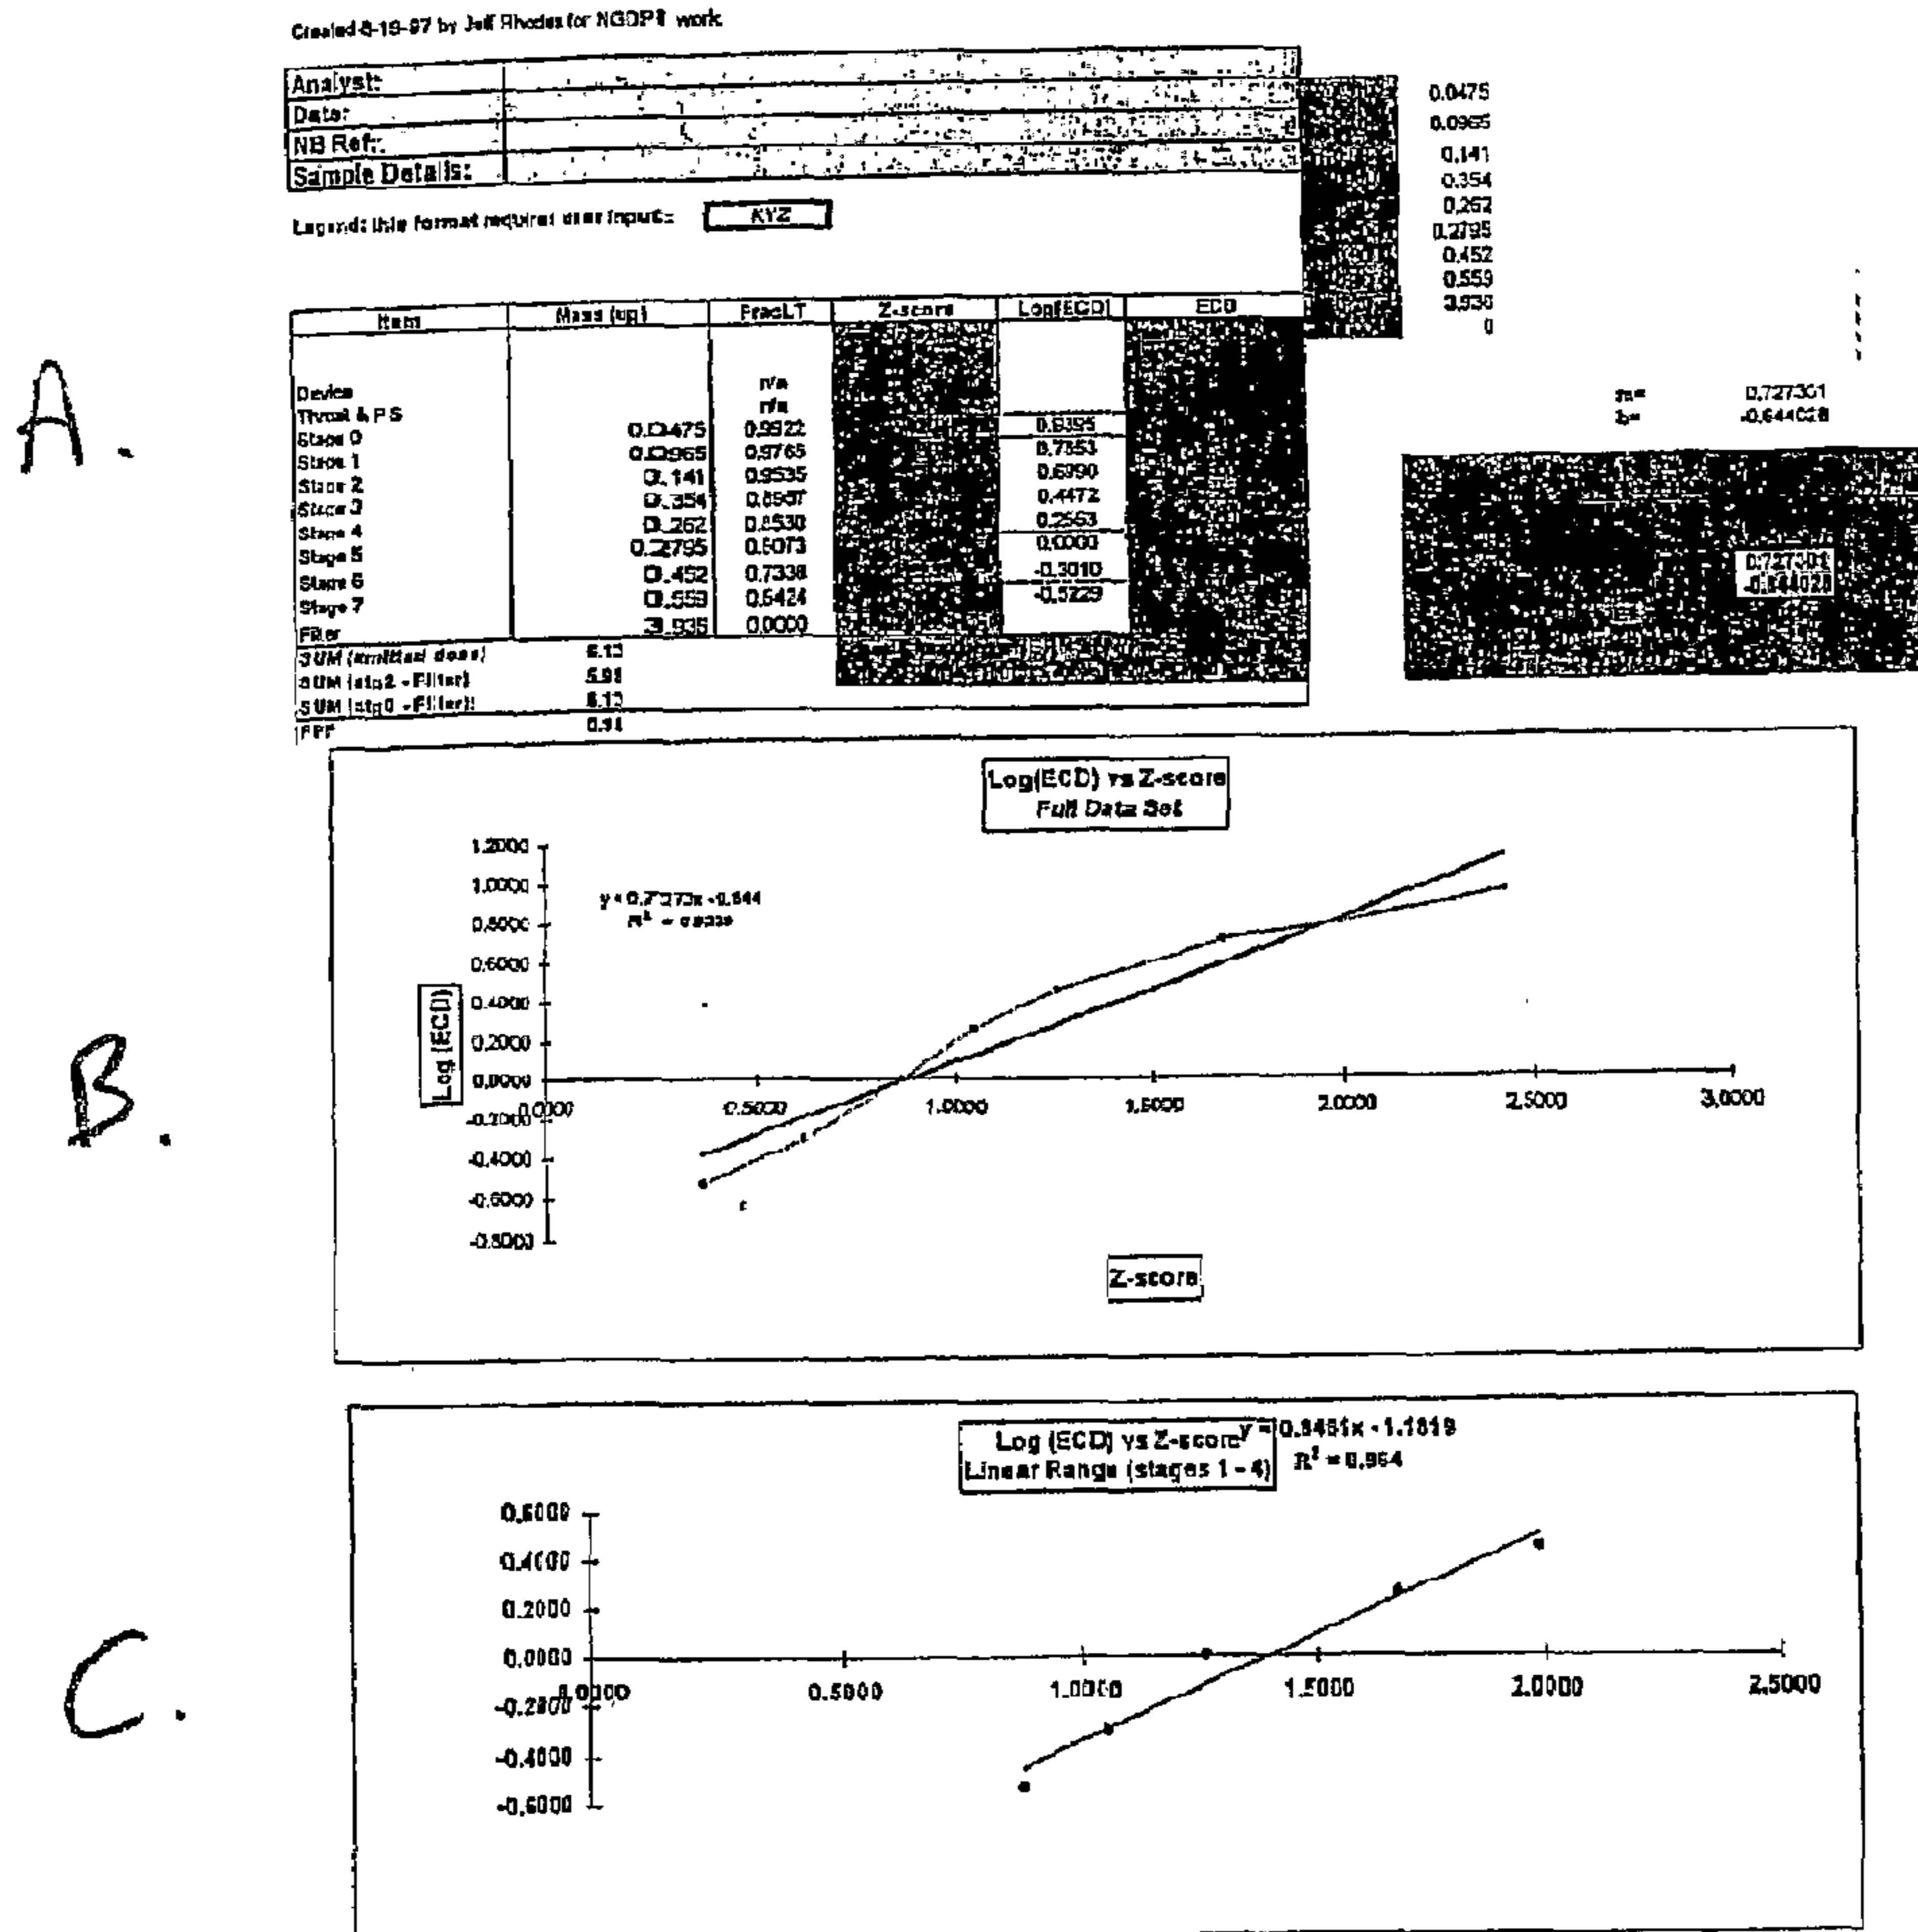 Created 8-19-97 by Jeff Rhodes for work
Analyst:
Date:
NB Ref:
Sample Details:
0.0475
0.0965
0.141
0.354
0.262
0.2795
0.452
0.559
3.936
0
Legend: this format requires user input: XYZ
Item Mass (ug) FracLT Z-score Log[ECD] ECD
Device n/a
Throat & PS n/a
Stage 0 0.0475 0.9922
Stage 1 0.0965 0.9765
Stage 2 0.141 0.9535 0.6990
Stage 3 0.354 0.4472
Stage 4 0.262 0.8530 0.2553
Stage 5 0.2795 0.8073 0.0000
Stage 6 0.452 0.7338 -0.3010
Stage 7 0.559 0.6424 -0.5229
Filter 3.936 0.0000
SUM (emitted dose) 6.13
SUM (stg2 - Filter) 5.98
SUM (stg0 - Filter): 6.13
m= 0.727301
b= -0.644028
0.727301
-0.644028
A.
Log(ECD) vs Z-score
Full Data Set
1.2000
1.0000
0.8000
0.6000
0.4000
0.2000
0.0000
-0.2000
-0.4000
-0.6000
-0.8000
Log (ECD)
0.0000 0.5000 1.0000 1.5000 2.0000 2.5000 3.0000
Z-score
B.
Log (ECD) vs Z-score
Linear Range (stages 1 - 4)
y = 0.8461x - 1.1819
R² = 0.964
0.6000
0.4000
0.2000
0.0000
-0.2000
-0.4000
-0.6000
0.0000 0.5000 1.0000 1.5000 2.0000 2.5000
C.